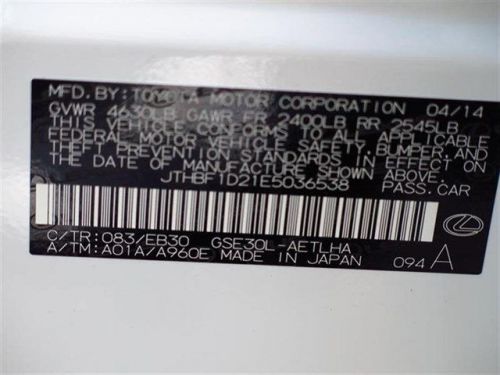 MFD.BY:TOYOTA MOTOR CORPORATION 04/14
GVWR 4630LB GAWR FR 2400LB RR 2545LB
THIS VEHICLE CONFORMS TO ALL APPLICABLE
FEDERAL MOTOR VEHICLE SAFETY, BUMPER, AND
THEFT PREVENTION STANDARDS IN EFFECT ON
THE DATE OF MANUFACTURE SHOWN ABOVE.
JTHBF1D21E5036538 PASS.CAR
C/TR:083/EB30 GSE30L-AETLHA
A/TM:A01A/A960E MADE IN JAPAN 094 A